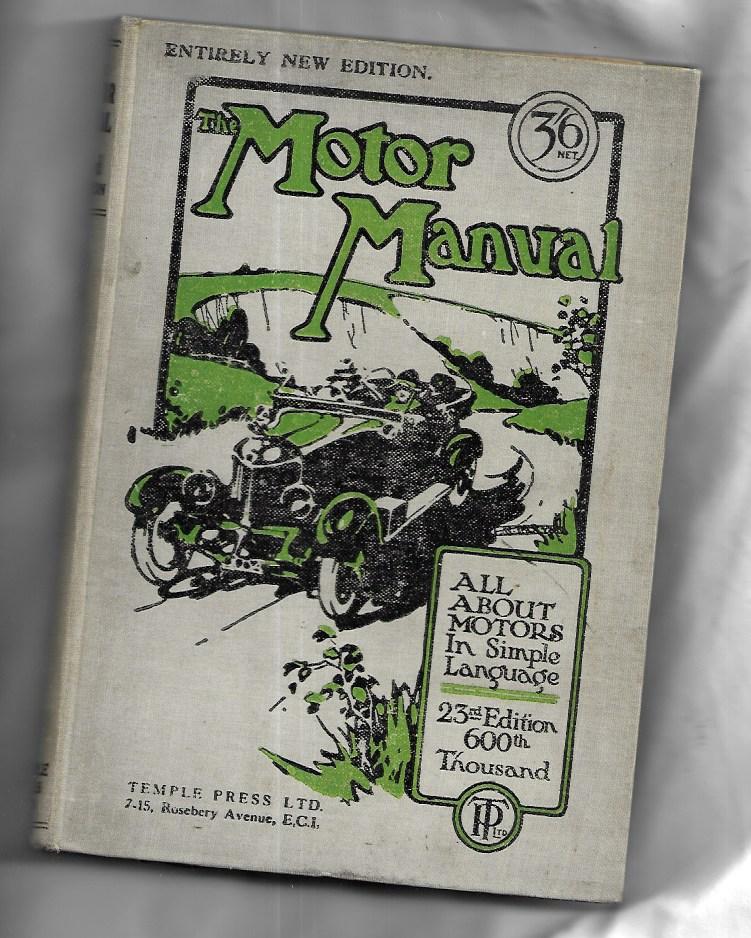 ENTIRELY NEW EDITION.
The Motor
Manual
3/6
NET.
ALL
ABOUT
MOTORS
In Simple
Language
23rd Edition
600th
Thousand
TEMPLE PRESS LTD.
7-15, Rosebery Avenue, E.C.1.
TP
LTD